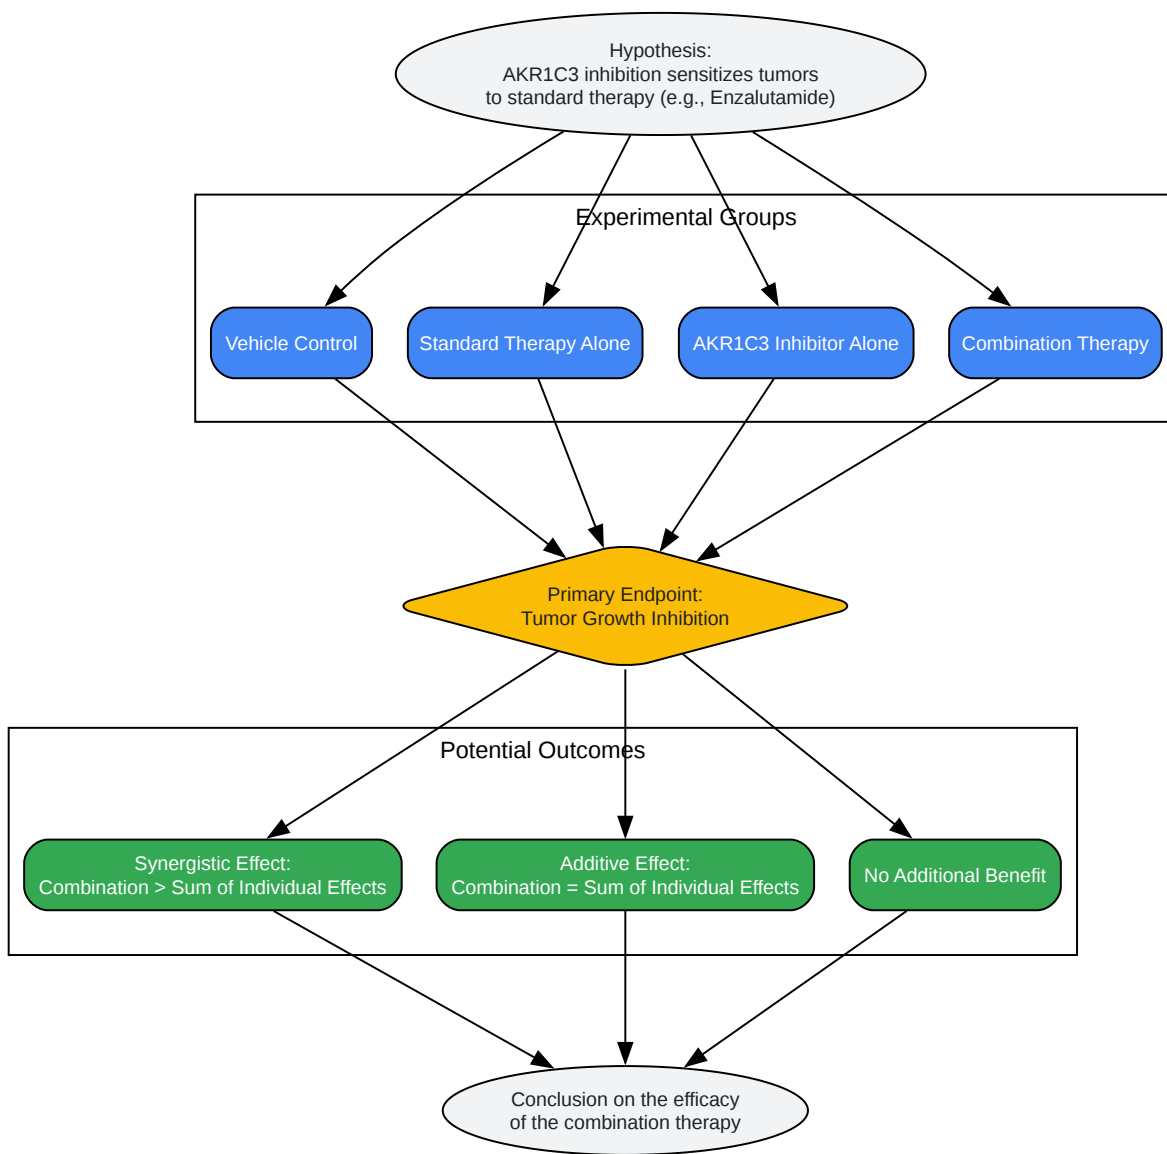 Hypothesis:
AKR1C3 inhibition sensitizes tumors
to standard therapy (e.g., Enzalutamide)
Experimental Groups
Vehicle Control
Standard Therapy Alone
AKR1C3 Inhibitor Alone
Combination Therapy
Primary Endpoint:
Tumor Growth Inhibition
Potential Outcomes
Synergistic Effect:
Combination > Sum of Individual Effects
Additive Effect:
Combination = Sum of Individual Effects
No Additional Benefit
Conclusion on the efficacy
of the combination therapy